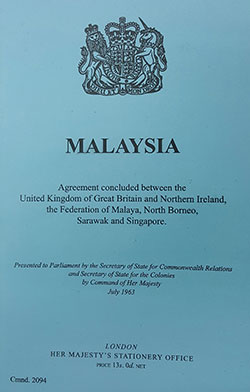 MALAYSIA
Agreement concluded between the
United Kingdom of Great Britain and Northern Ireland,
the Federation of Malaya, North Borneo,
Sarawak and Singapore.
Presented to Parliament by the Secretary of State for Commonwealth Relations
and Secretary of State for the Colonies
by Command of Her Majesty
July 1963
LONDON
HER MAJESTY'S STATIONERY OFFICE
PRICE 13s. 0d. NET
Cmnd. 2094